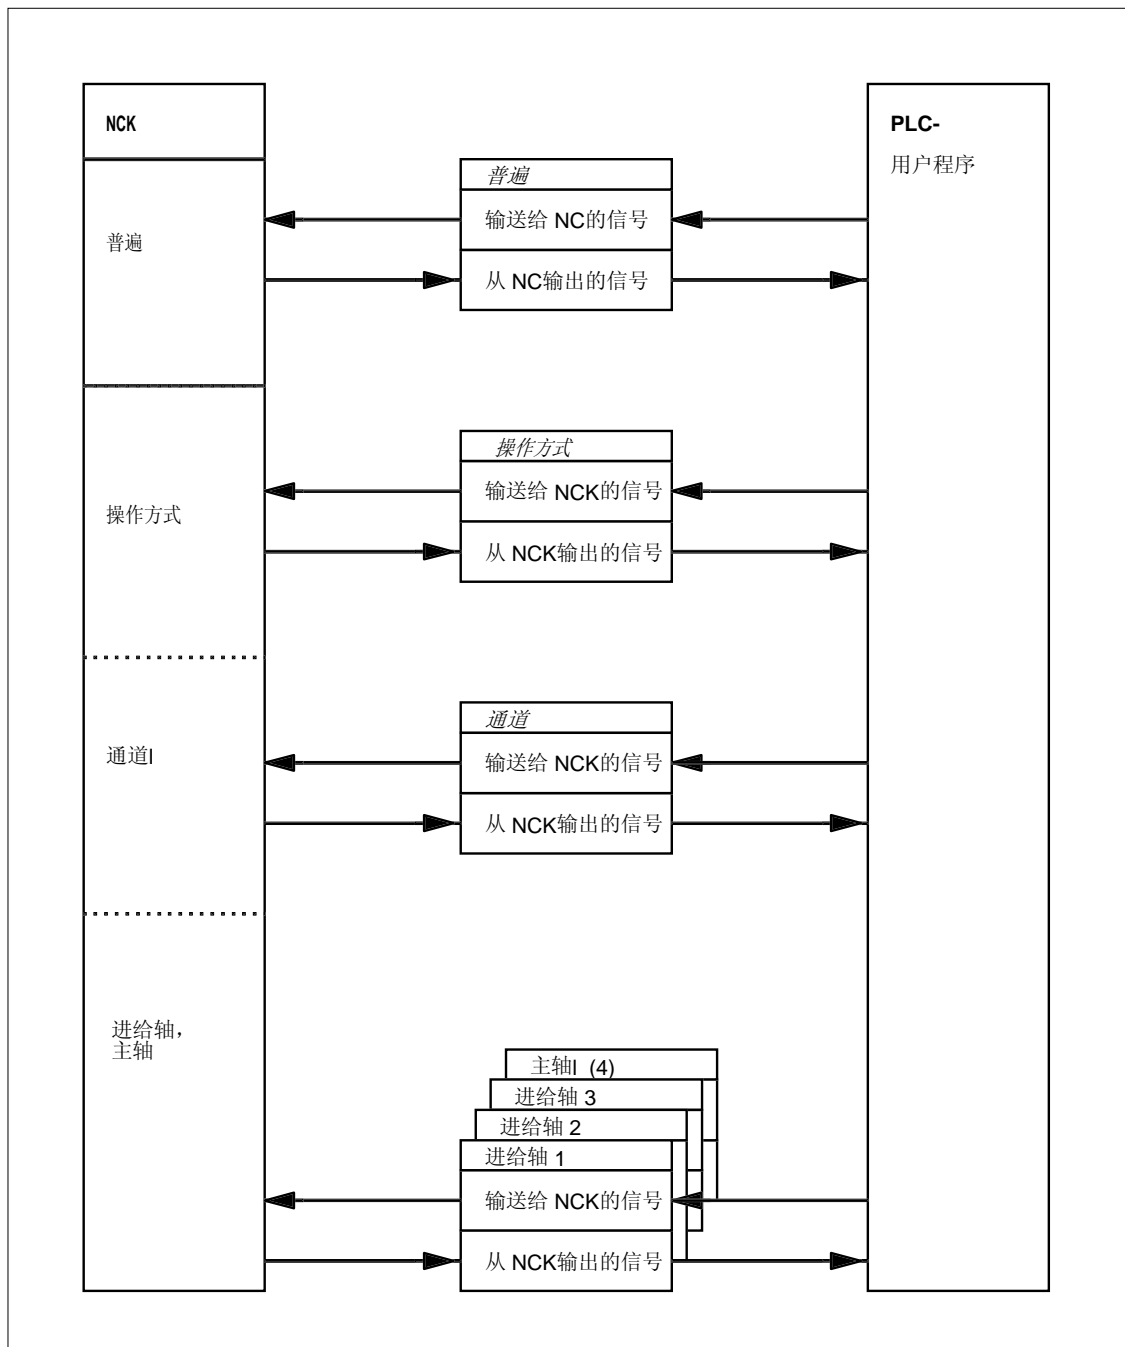 NCK
PLC-
用户程序
普遍
普遍
输送给 NC的信号
从 NC输出的信号
操作方式
操作方式
输送给 NCK的信号
从 NCK输出的信号
通道I
通道
输送给 NCK的信号
从 NCK输出的信号
进给轴，
主轴
主轴I (4)
进给轴 3
进给轴 2
进给轴 1
输送给 NCK的信号
从 NCK输出的信号